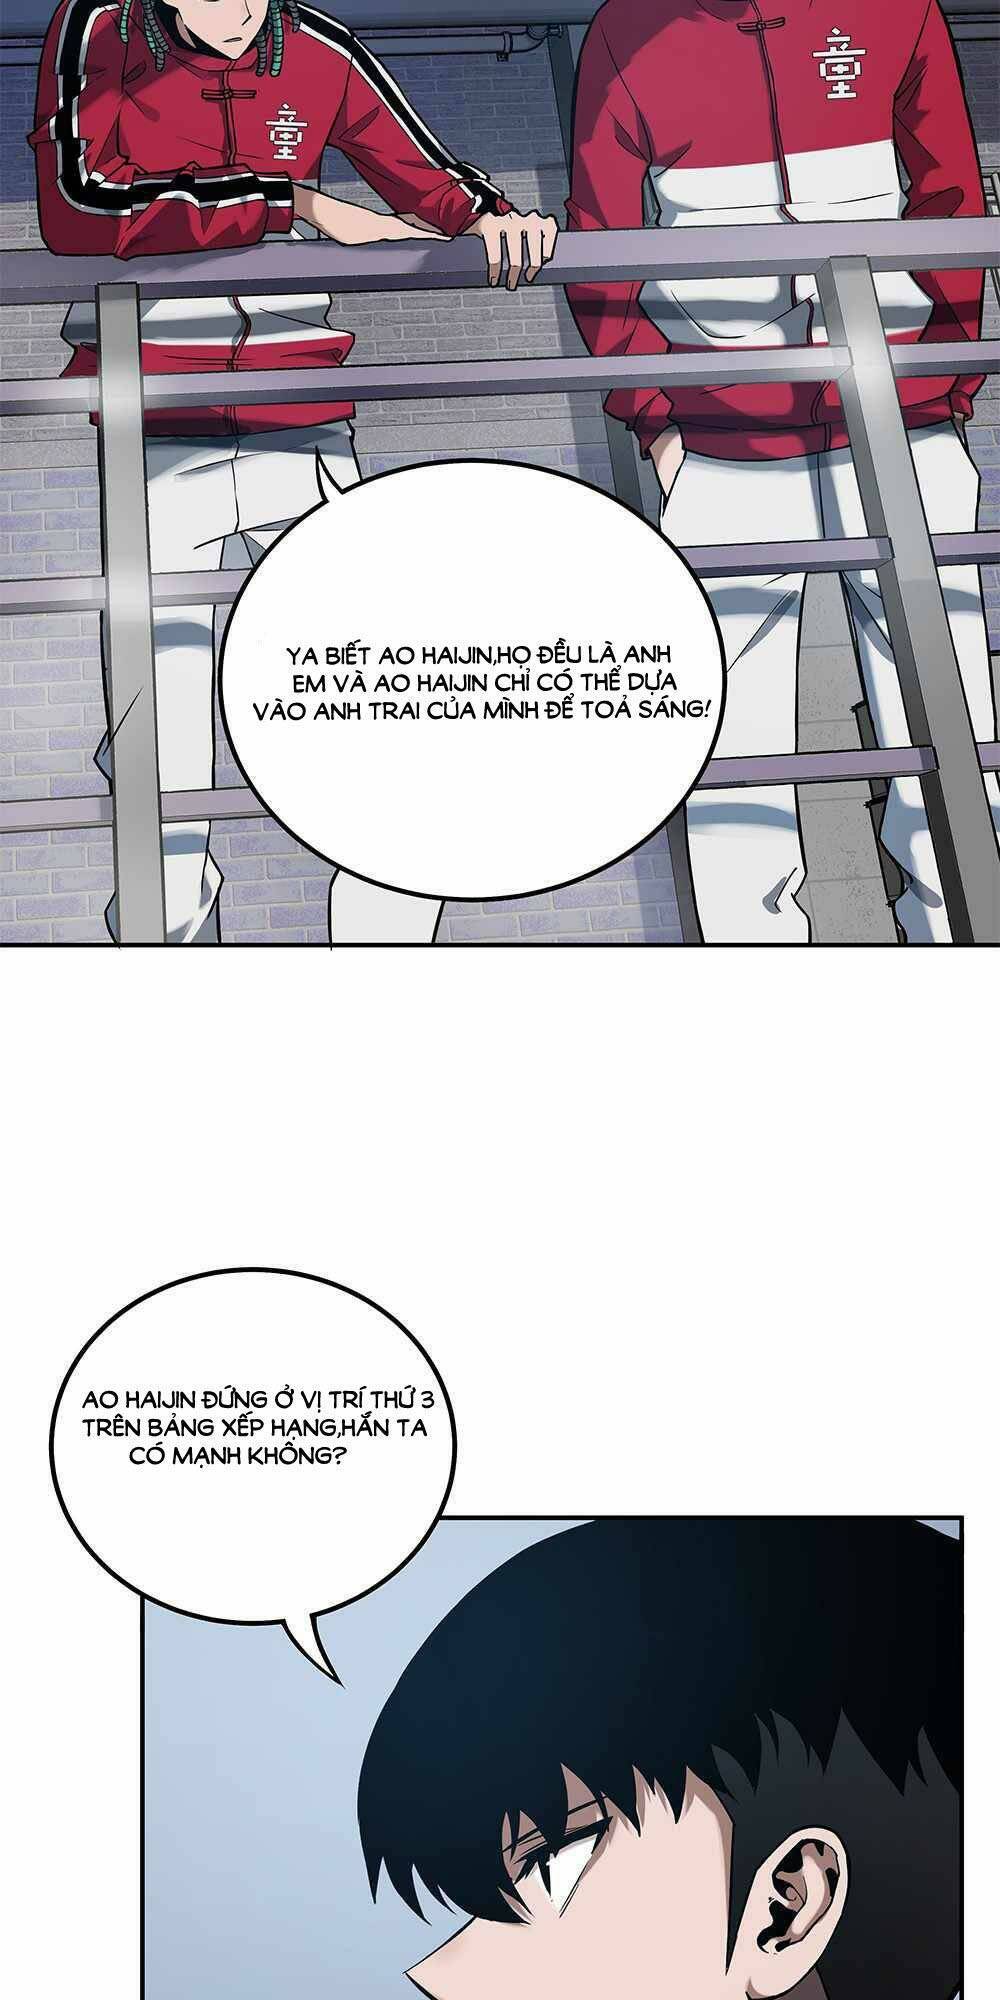 童
童
YA BIẾT AO HAIJIN,HỌ ĐỀU LÀ ANH
EM VÀ AO HAIJIN CHỈ CÓ THỂ DỰA
VÀO ANH TRAI CỦA MÌNH ĐỂ TOẢ SÁNG!
AO HAIJIN ĐỨNG Ở VỊ TRÍ THỨ 3
TRÊN BẢNG XẾP HẠNG,HẮN TA
CÓ MẠNH KHÔNG?